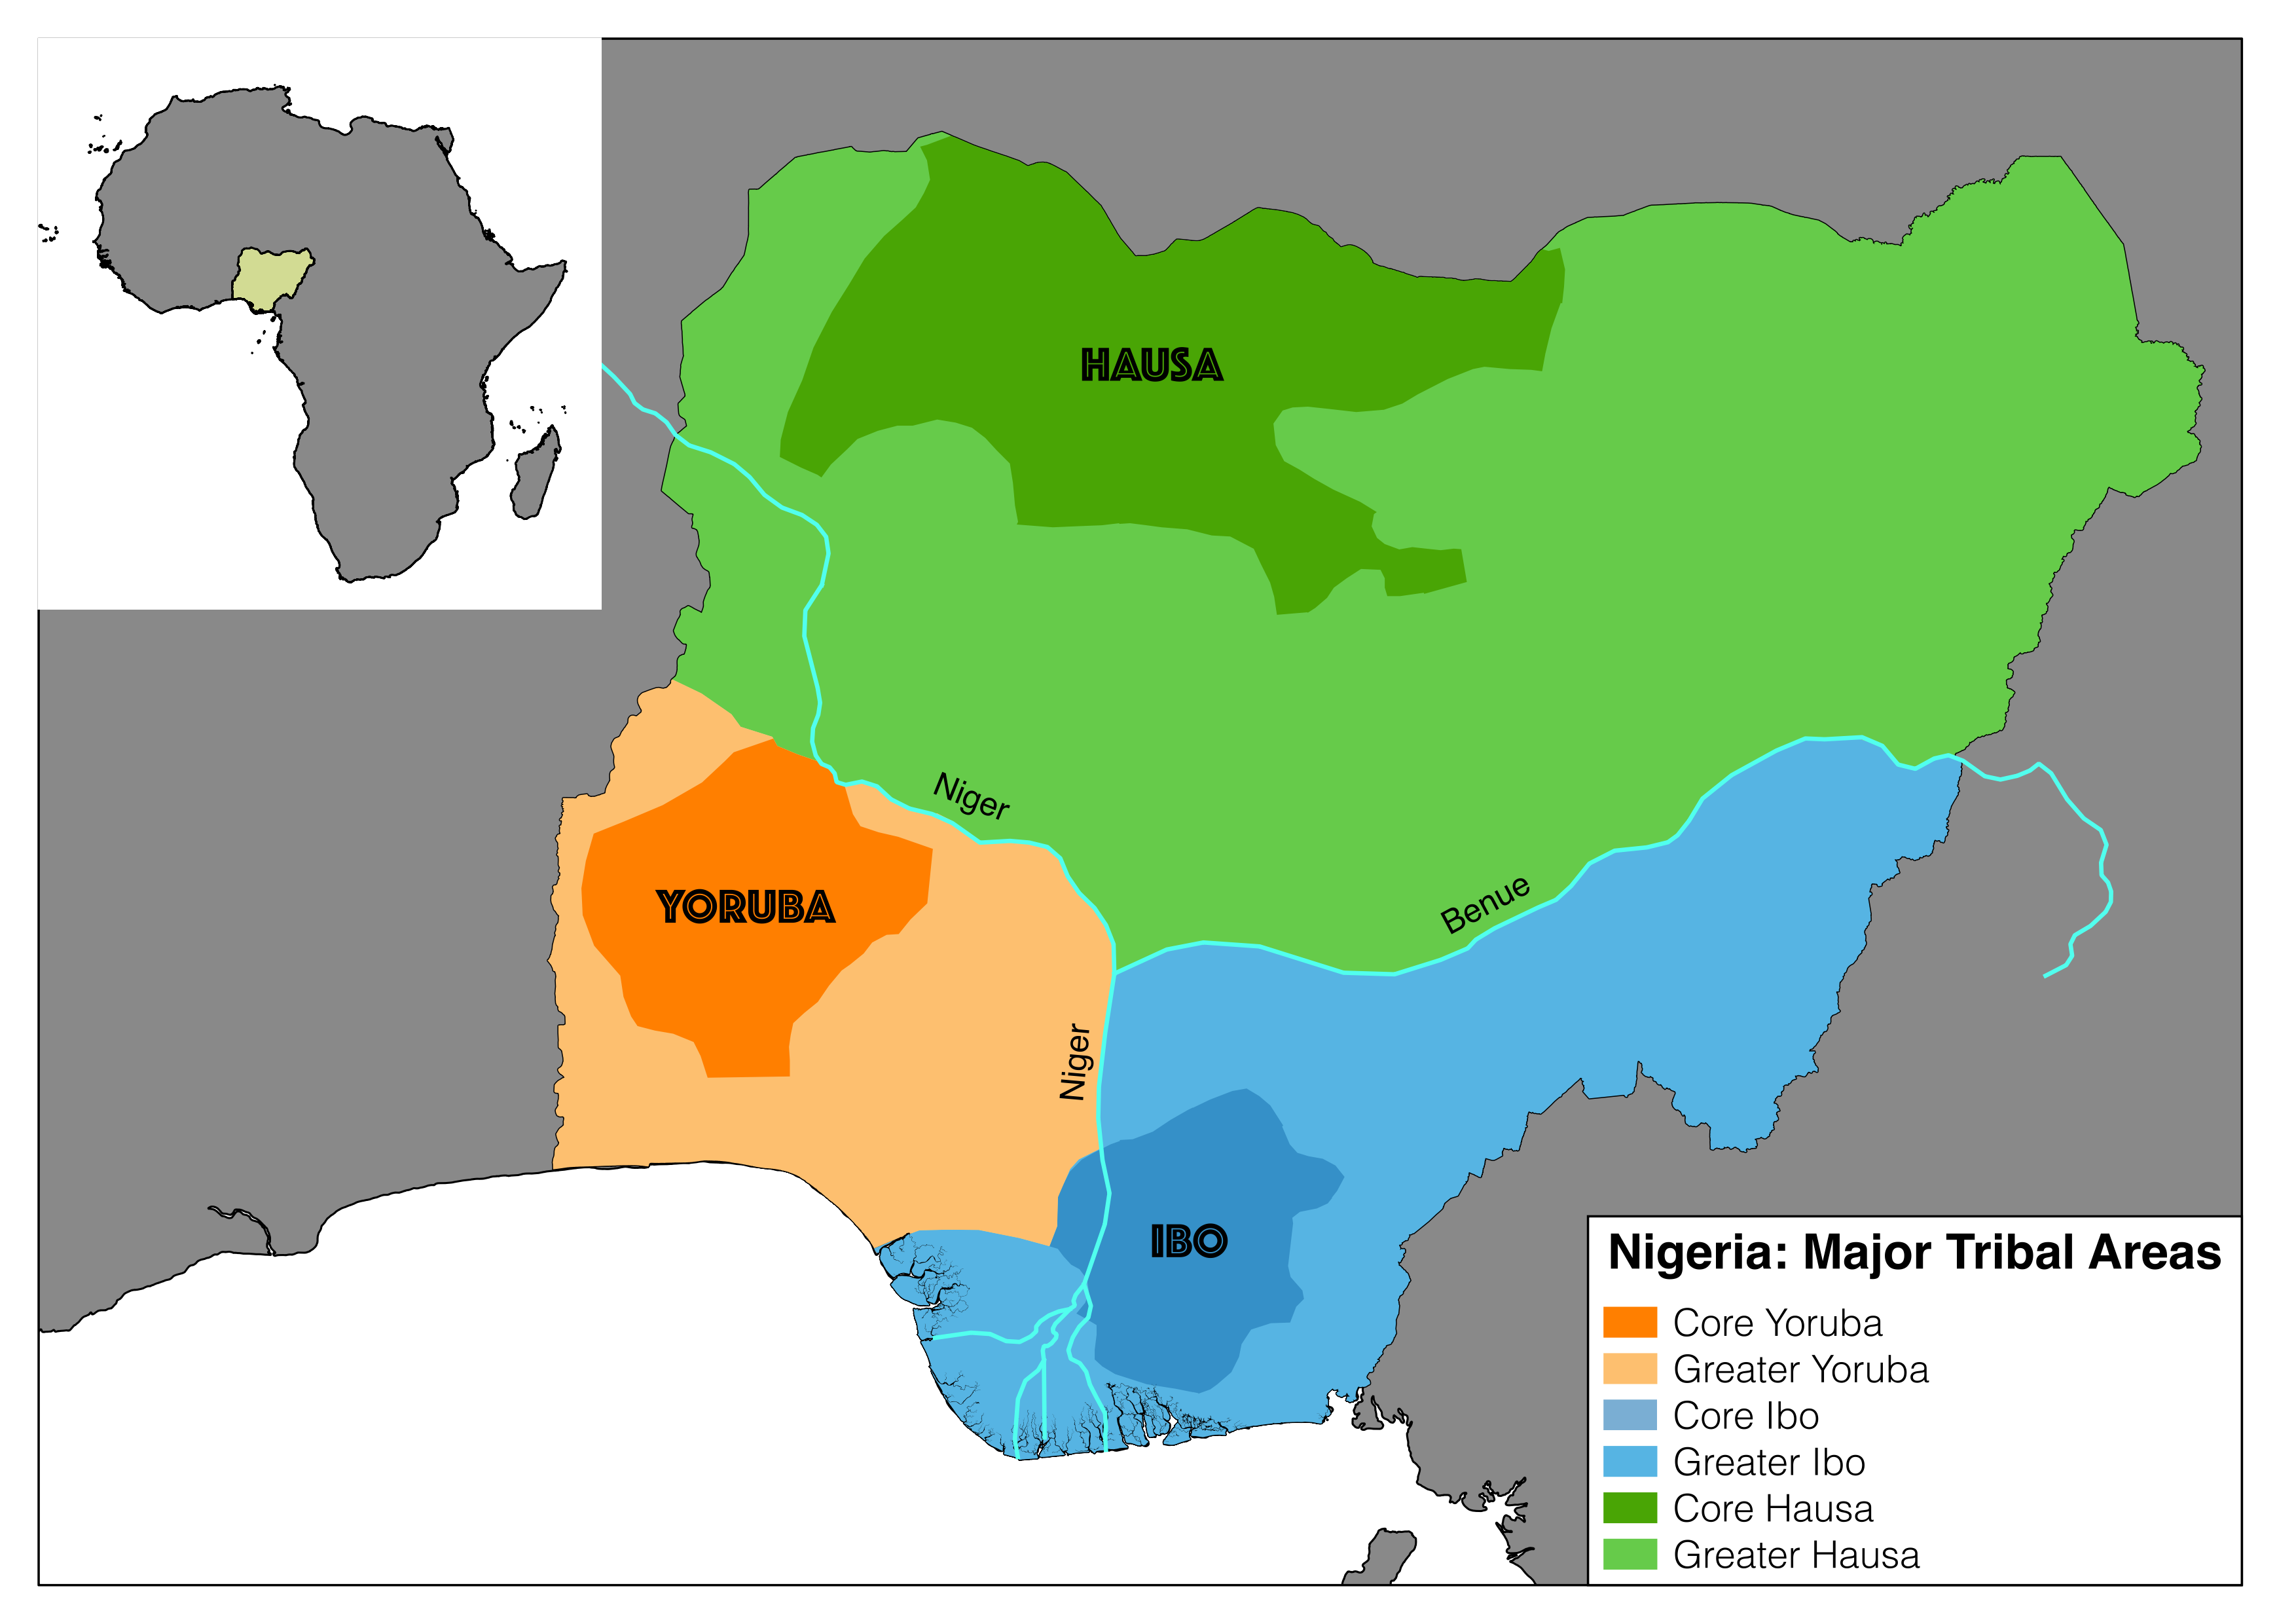 HAUSA
Niger
YORUBA
Benue
Niger
IBO
Nigeria: Major Tribal Areas
Core Yoruba
Greater Yoruba
Core Ibo
Greater Ibo
Core Hausa
Greater Hausa